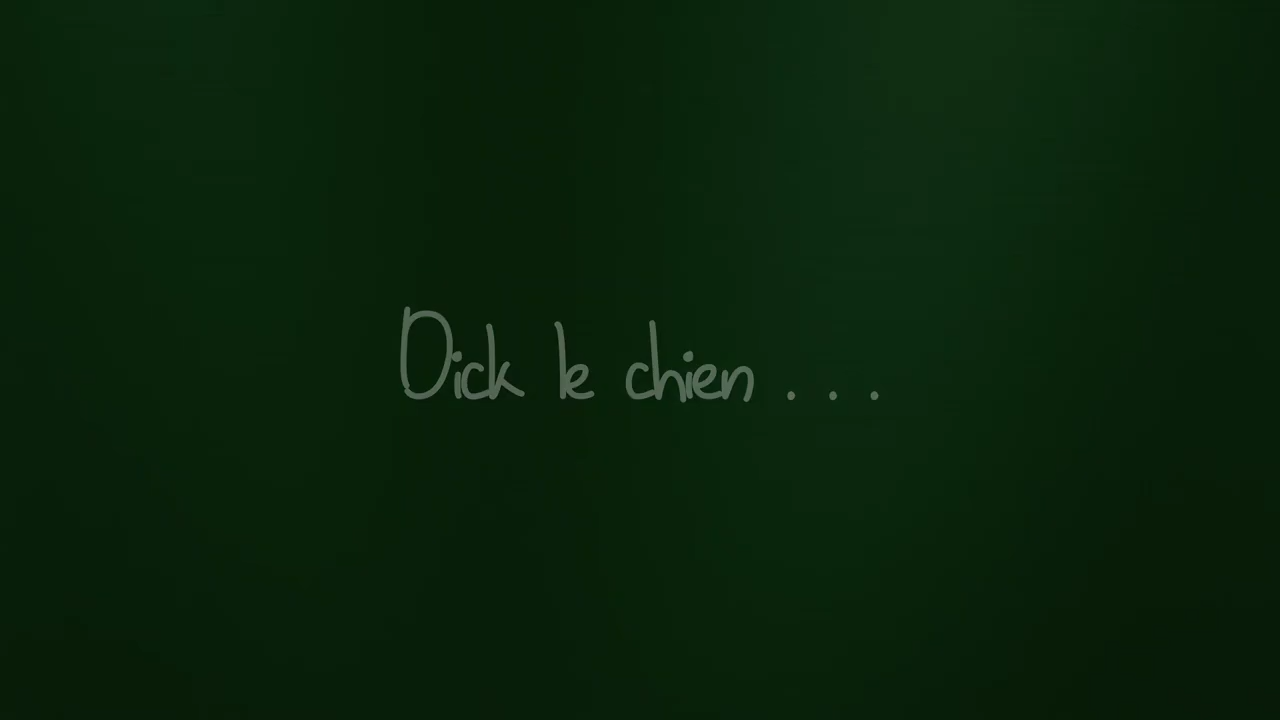 Dick le chien . . .